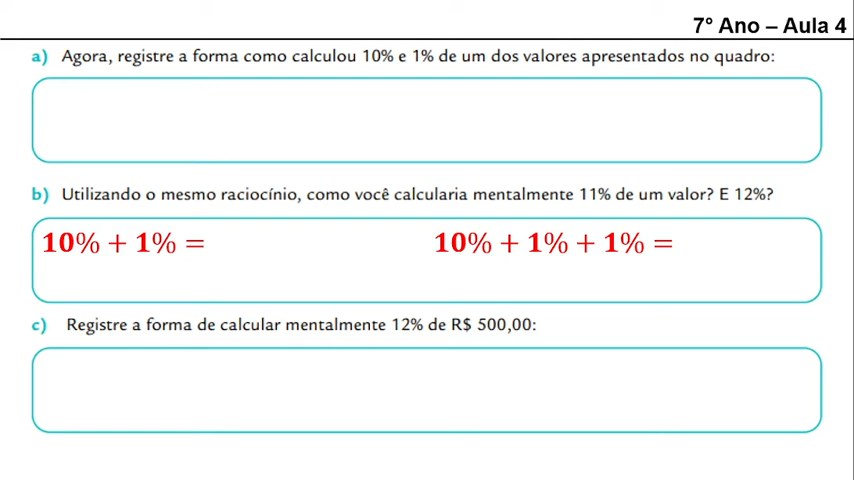 7° Ano – Aula 4
a) Agora, registre a forma como calculou 10% e 1% de um dos valores apresentados no quadro:
b) Utilizando o mesmo raciocínio, como você calcularia mentalmente 11% de um valor? E 12%?
10% + 1% = 10% + 1% + 1% =
c) Registre a forma de calcular mentalmente 12% de R$ 500,00: